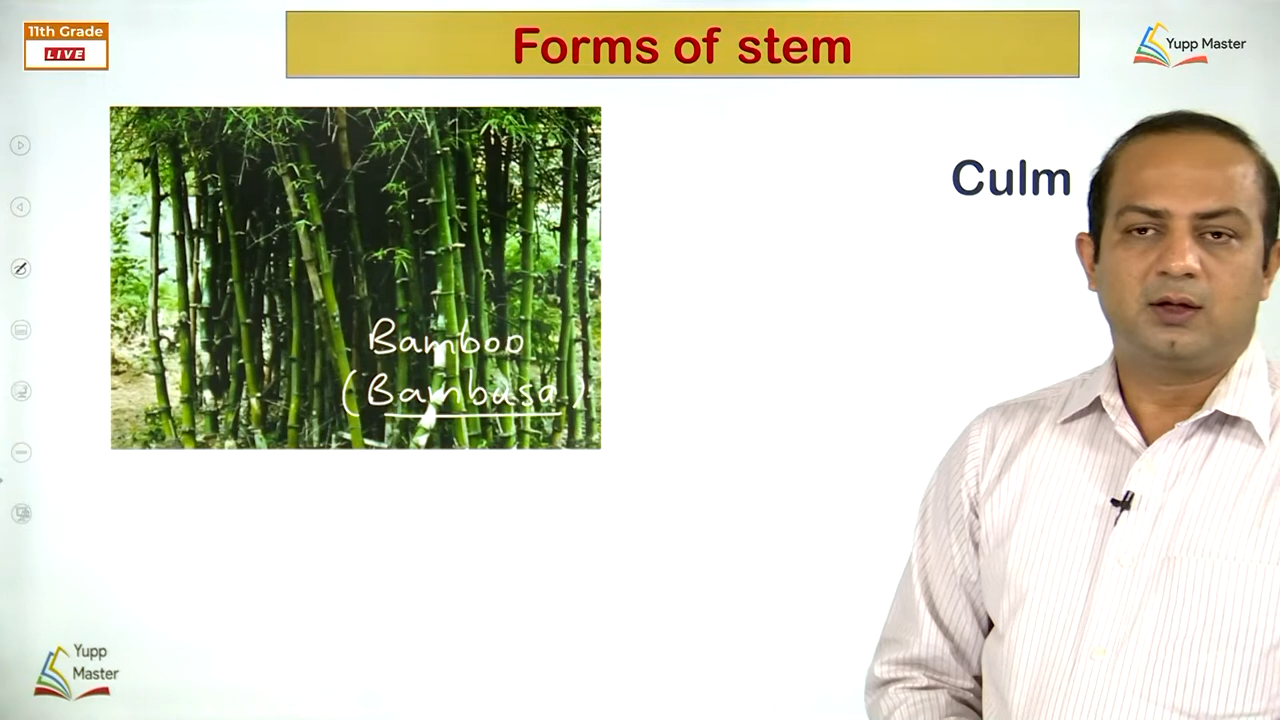 11th Grade
LIVE
Forms of stem
Yupp Master
Culm
Bamboo
(Bambusa)
Yupp
Master